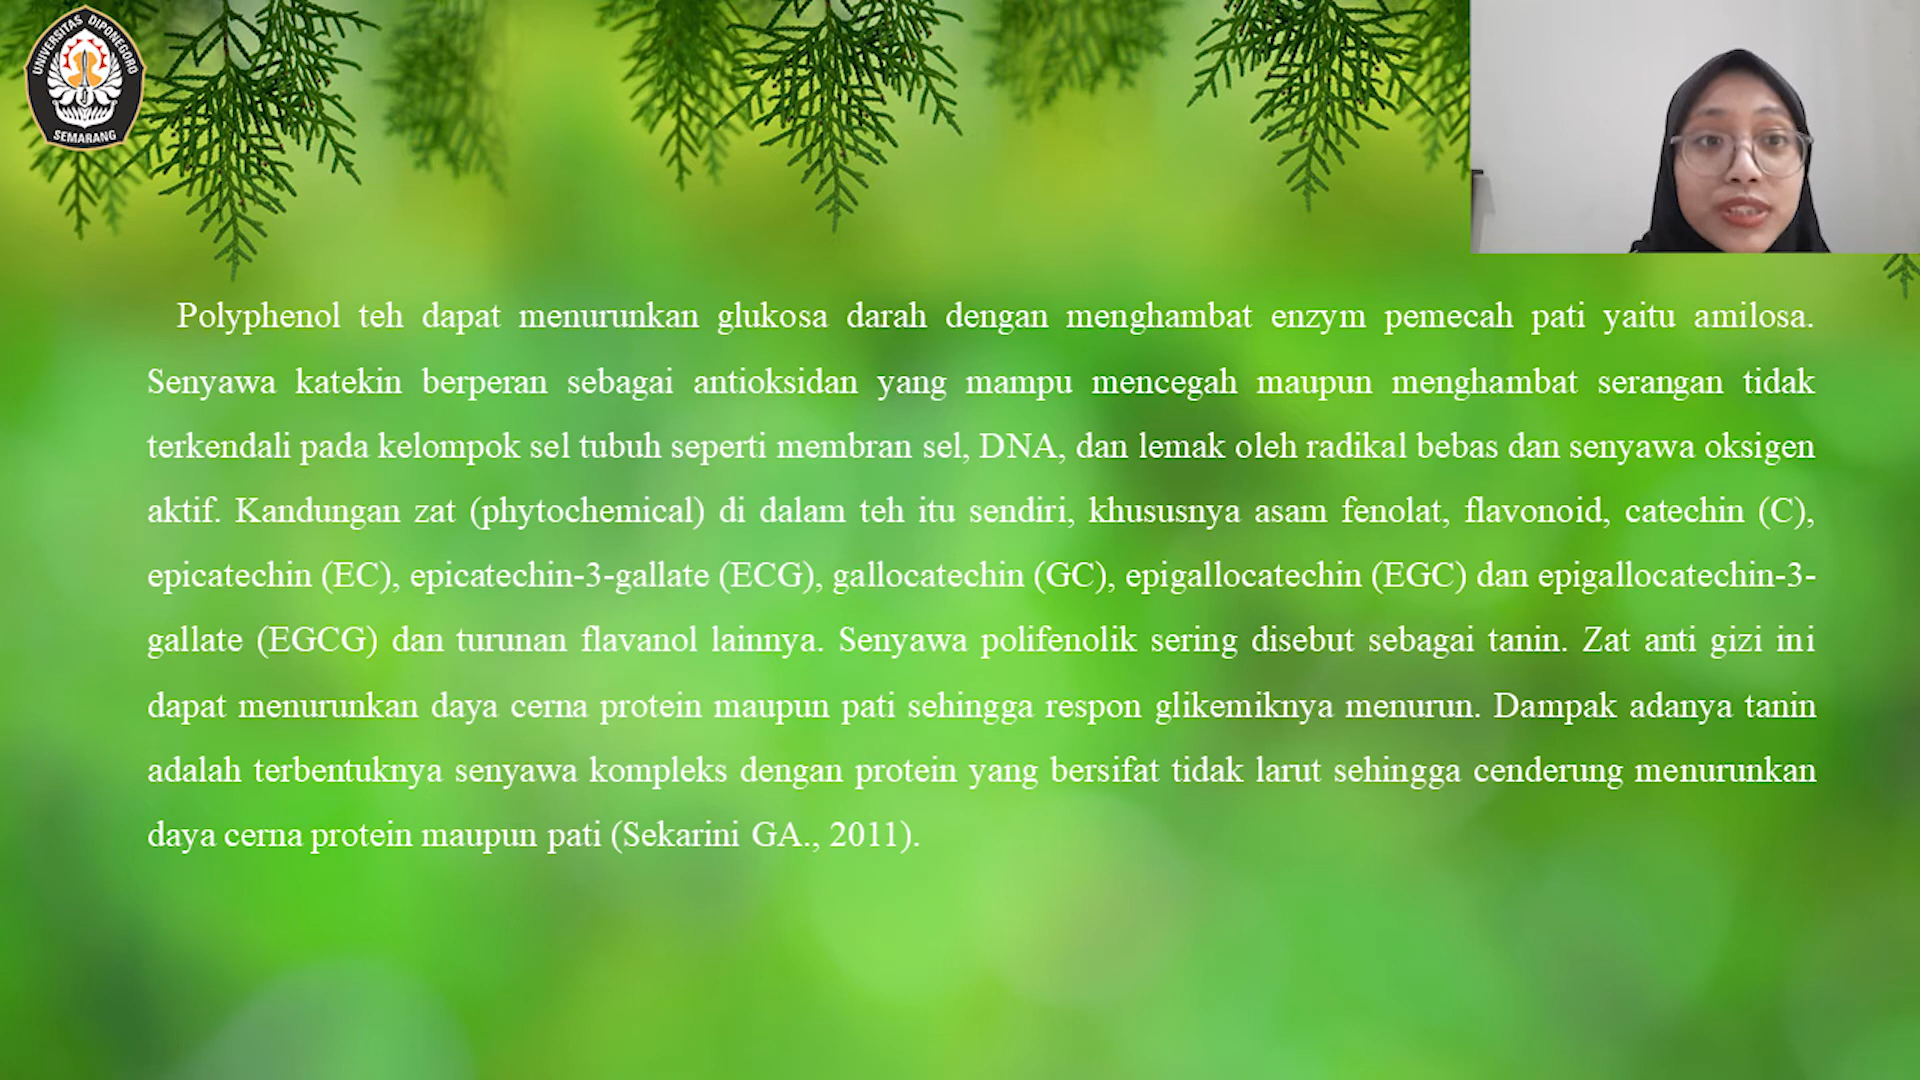 UNIVERSITAS DIPONEGORO
SEMARANG
Polyphenol teh dapat menurunkan glukosa darah dengan menghambat enzym pemecah pati yaitu amilosa.
Senyawa katekin berperan sebagai antioksidan yang mampu mencegah maupun menghambat serangan tidak
terkendali pada kelompok sel tubuh seperti membran sel, DNA, dan lemak oleh radikal bebas dan senyawa oksigen
aktif. Kandungan zat (phytochemical) di dalam teh itu sendiri, khususnya asam fenolat, flavonoid, catechin (C),
epicatechin (EC), epicatechin-3-gallate (ECG), gallocatechin (GC), epigallocatechin (EGC) dan epigallocatechin-3-
gallate (EGCG) dan turunan flavanol lainnya. Senyawa polifenolik sering disebut sebagai tanin. Zat anti gizi ini
dapat menurunkan daya cerna protein maupun pati sehingga respon glikemiknya menurun. Dampak adanya tanin
adalah terbentuknya senyawa kompleks dengan protein yang bersifat tidak larut sehingga cenderung menurunkan
daya cerna protein maupun pati (Sekarini GA., 2011).